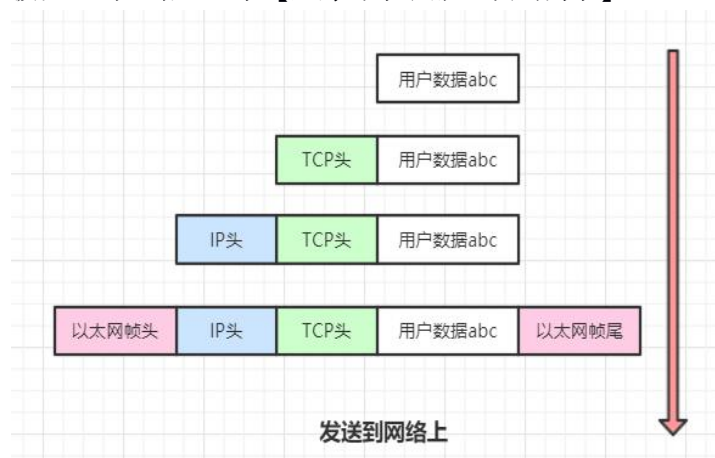 用户数据abc
TCP头 用户数据abc
IP头 TCP头 用户数据abc
以太网帧头 IP头 TCP头 用户数据abc 以太网帧尾
发送到网络上